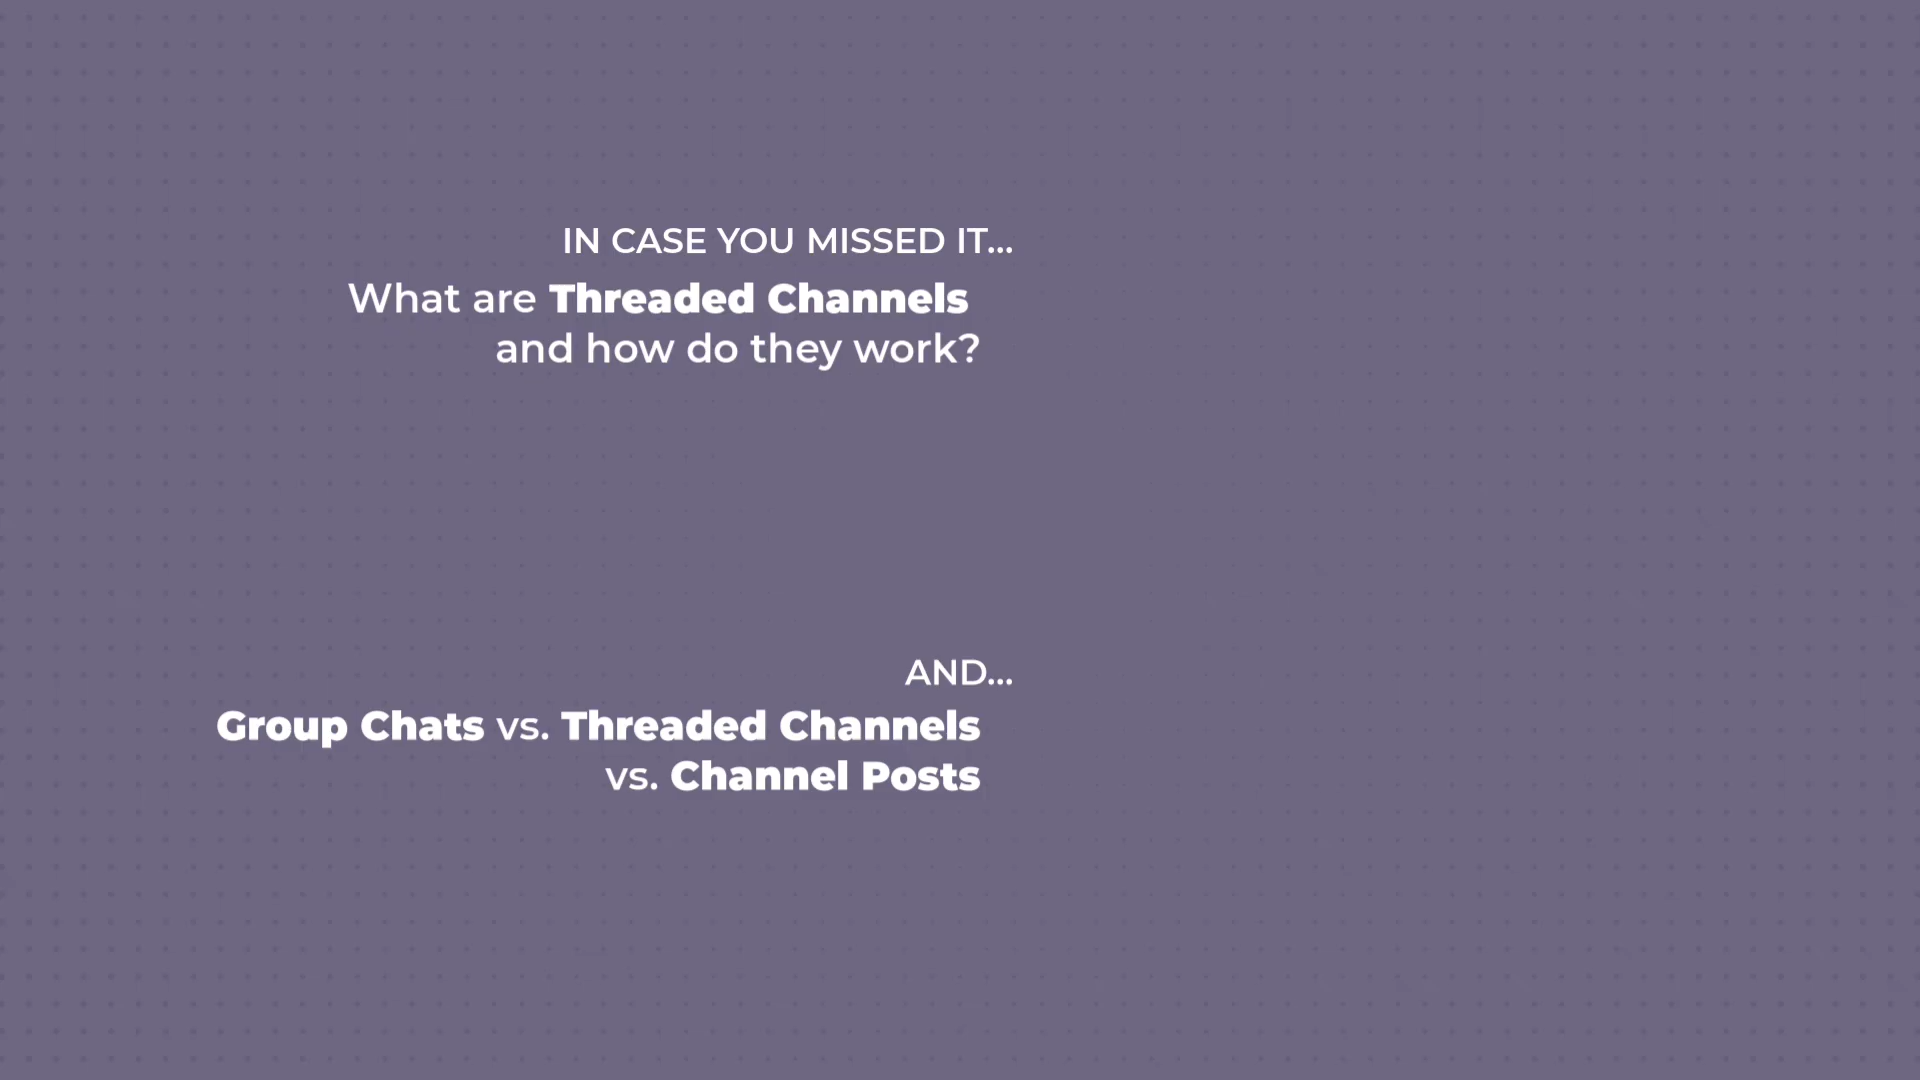 IN CASE YOU MISSED IT...
What are Threaded Channels
and how do they work?
AND...
Group Chats vs. Threaded Channels
vs. Channel Posts